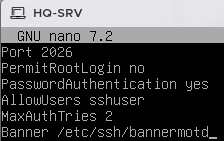 HQ-SRV
GNU nano 7.2
Port 2026
PermitRootLogin no
PasswordAuthentication yes
AllowUsers sshuser
MaxAuthTries 2
Banner /etc/ssh/bannermotd